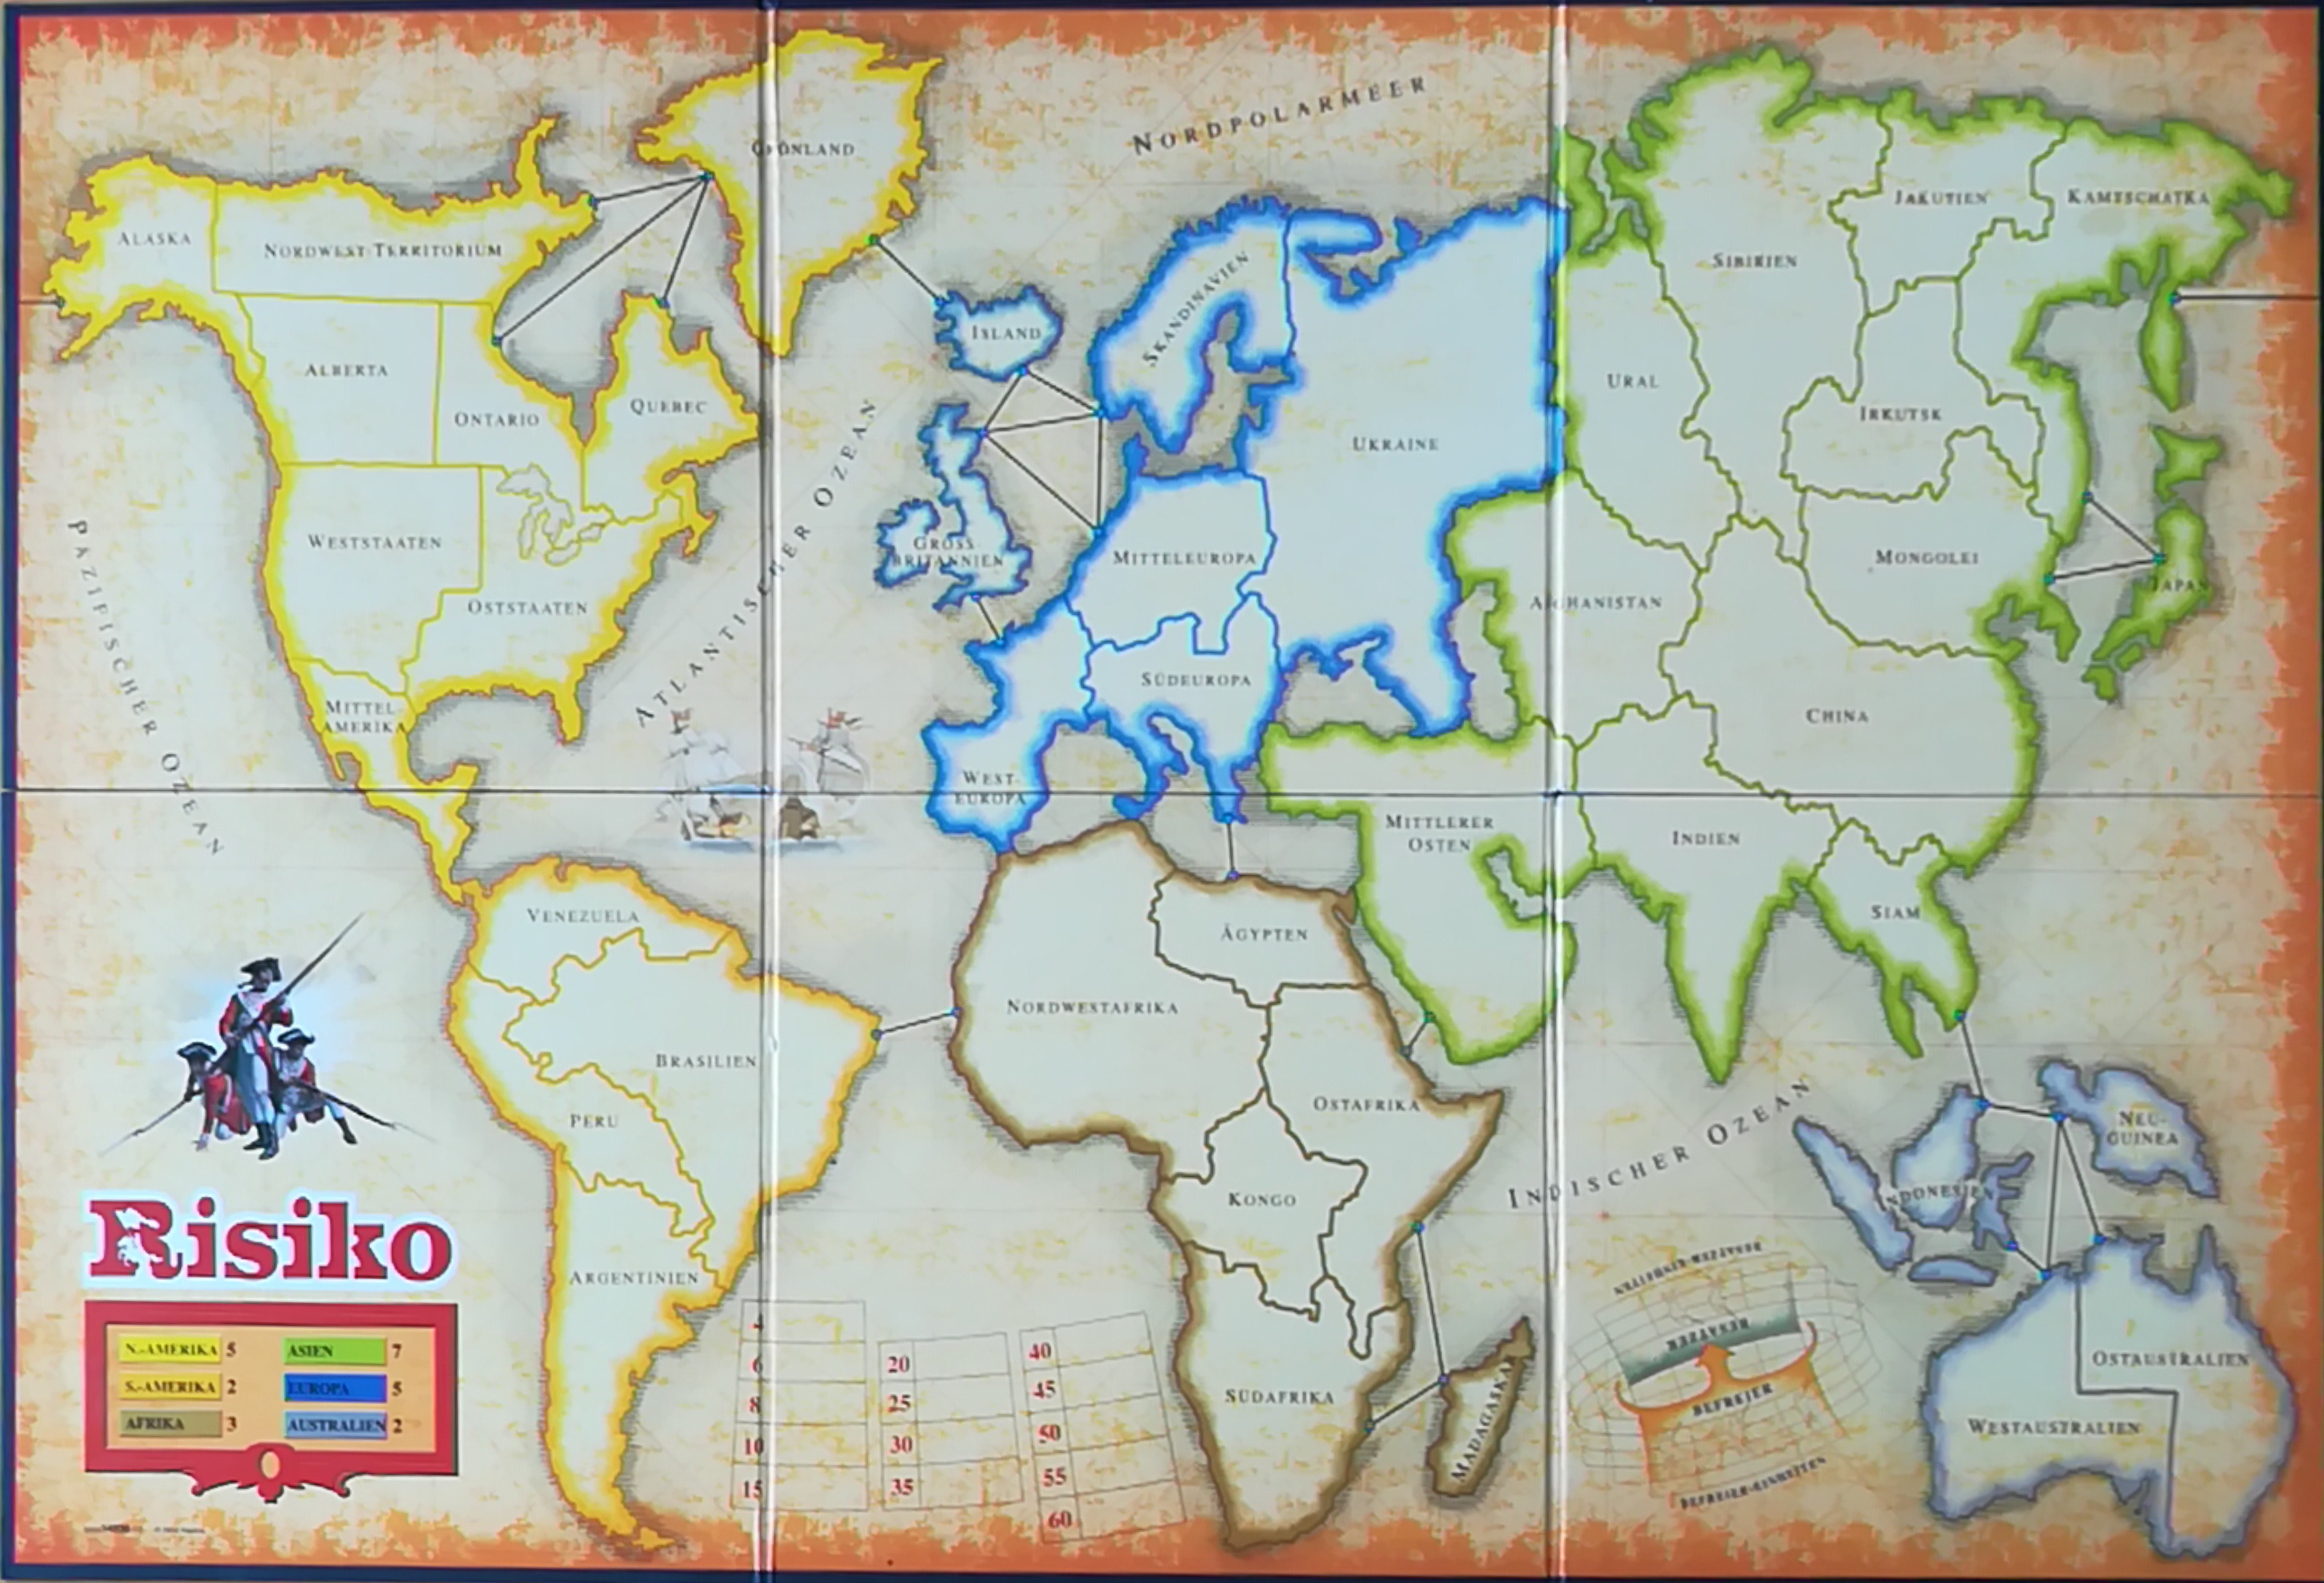 NORDPOLARMEER
GRÖNLAND
ALASKA
NORDWEST-TERRITORIUM
ALBERTA
ONTARIO
QUEBEC
WESTSTAATEN
OSTSTAATEN
MITTEL-
AMERIKA
PAZIFISCHER OZEAN
ATLANTISCHER OZEAN
ISLAND
SKANDINAVIEN
UKRAINE
GROSS
BRITANNIEN
MITTELEUROPA
SÜDEUROPA
WEST-
EUROPA
URAL
SIBIRIEN
JAKUTIEN
KAMTSCHATKA
IRKUTSK
MONGOLEI
JAPAN
AFGHANISTAN
CHINA
MITTLERER
OSTEN
INDIEN
SIAM
VENEZUELA
BRASILIEN
PERU
ARGENTINIEN
NORDWESTAFRIKA
ÄGYPTEN
OSTAFRIKA
KONGO
SÜDAFRIKA
MADAGASKAR
INDISCHER OZEAN
INDONESIEN
NEU-
GUINEA
WESTAUSTRALIEN
OSTAUSTRALIEN
Risiko
N.-AMERIKA 5
S.-AMERIKA 2
AFRIKA 3
ASIEN 7
EUROPA 5
AUSTRALIEN 2
4
6
8
10
15
20
25
30
35
40
45
50
55
60
BESATZER-EINHEITEN
BESATZER
BEFREIER
BEFREIER-EINHEITEN